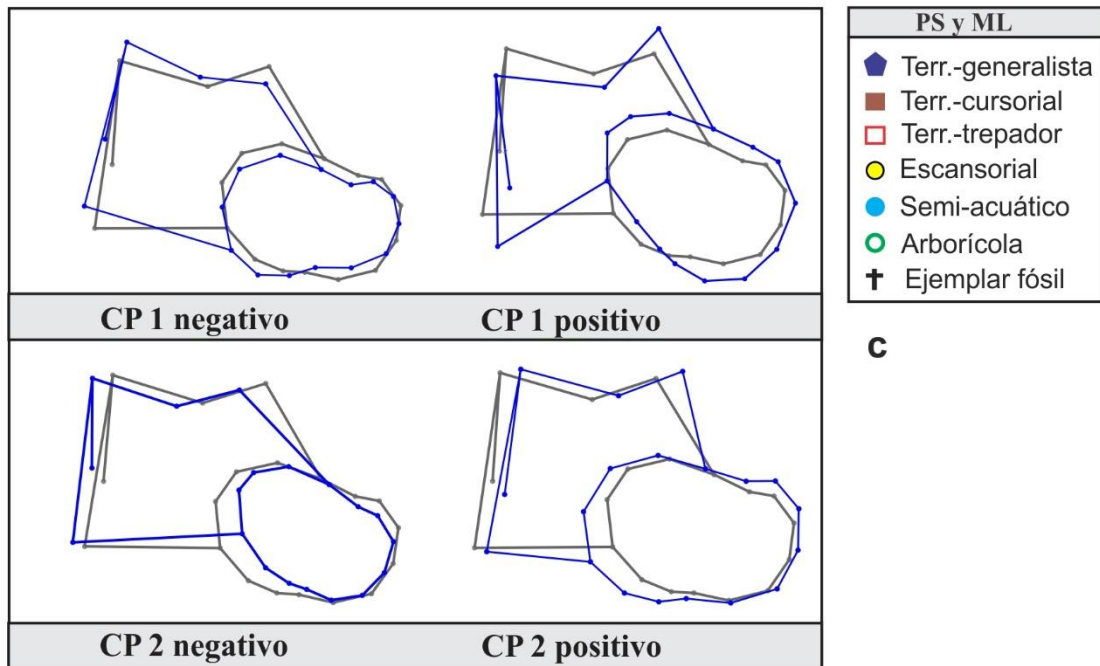 PS y ML
Terr.-generalista
Terr.-cursorial
Terr.-trepador
Escansorial
Semi-acuático
Arborícola
Ejemplar fósil
CP 1 negativo
CP 1 positivo
c
CP 2 negativo
CP 2 positivo